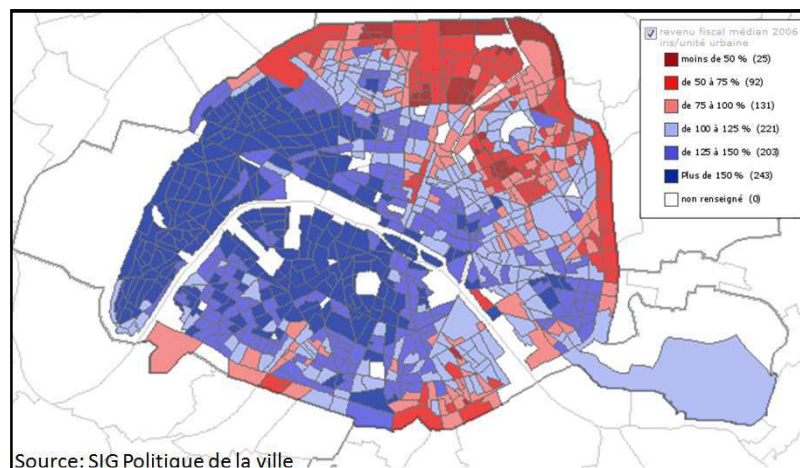 revenu fiscal médian 2006
iris/unité urbaine
moins de 50 % (25)
de 50 à 75 % (92)
de 75 à 100 % (131)
de 100 à 125 % (221)
de 125 à 150 % (203)
Plus de 150 % (243)
non renseigné (0)
Source: SIG Politique de la ville